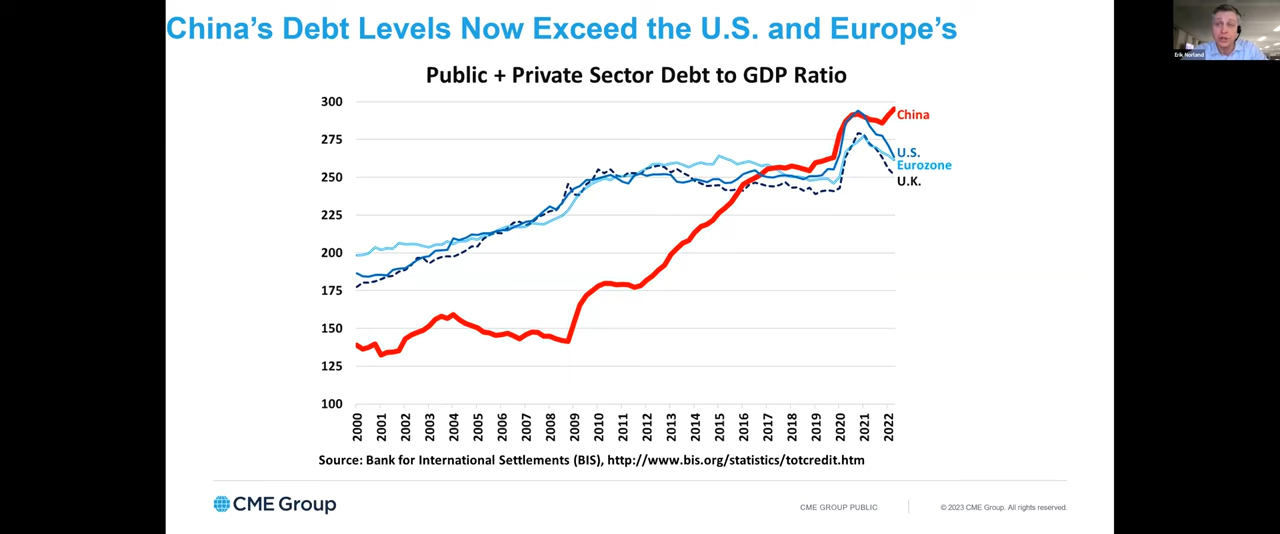 China's Debt Levels Now Exceed the U.S. and Europe's
Erik Norland
Public + Private Sector Debt to GDP Ratio
300
275
250
225
200
175
150
125
100
China
U.S.
Eurozone
U.K.
2000 2001 2002 2003 2004 2005 2006 2007 2008 2009 2010 2011 2012 2013 2014 2015 2016 2017 2018 2019 2020 2021 2022
Source: Bank for International Settlements (BIS), http://www.bis.org/statistics/totcredit.htm
CME Group
CME GROUP PUBLIC
© 2023 CME Group. All rights reserved.